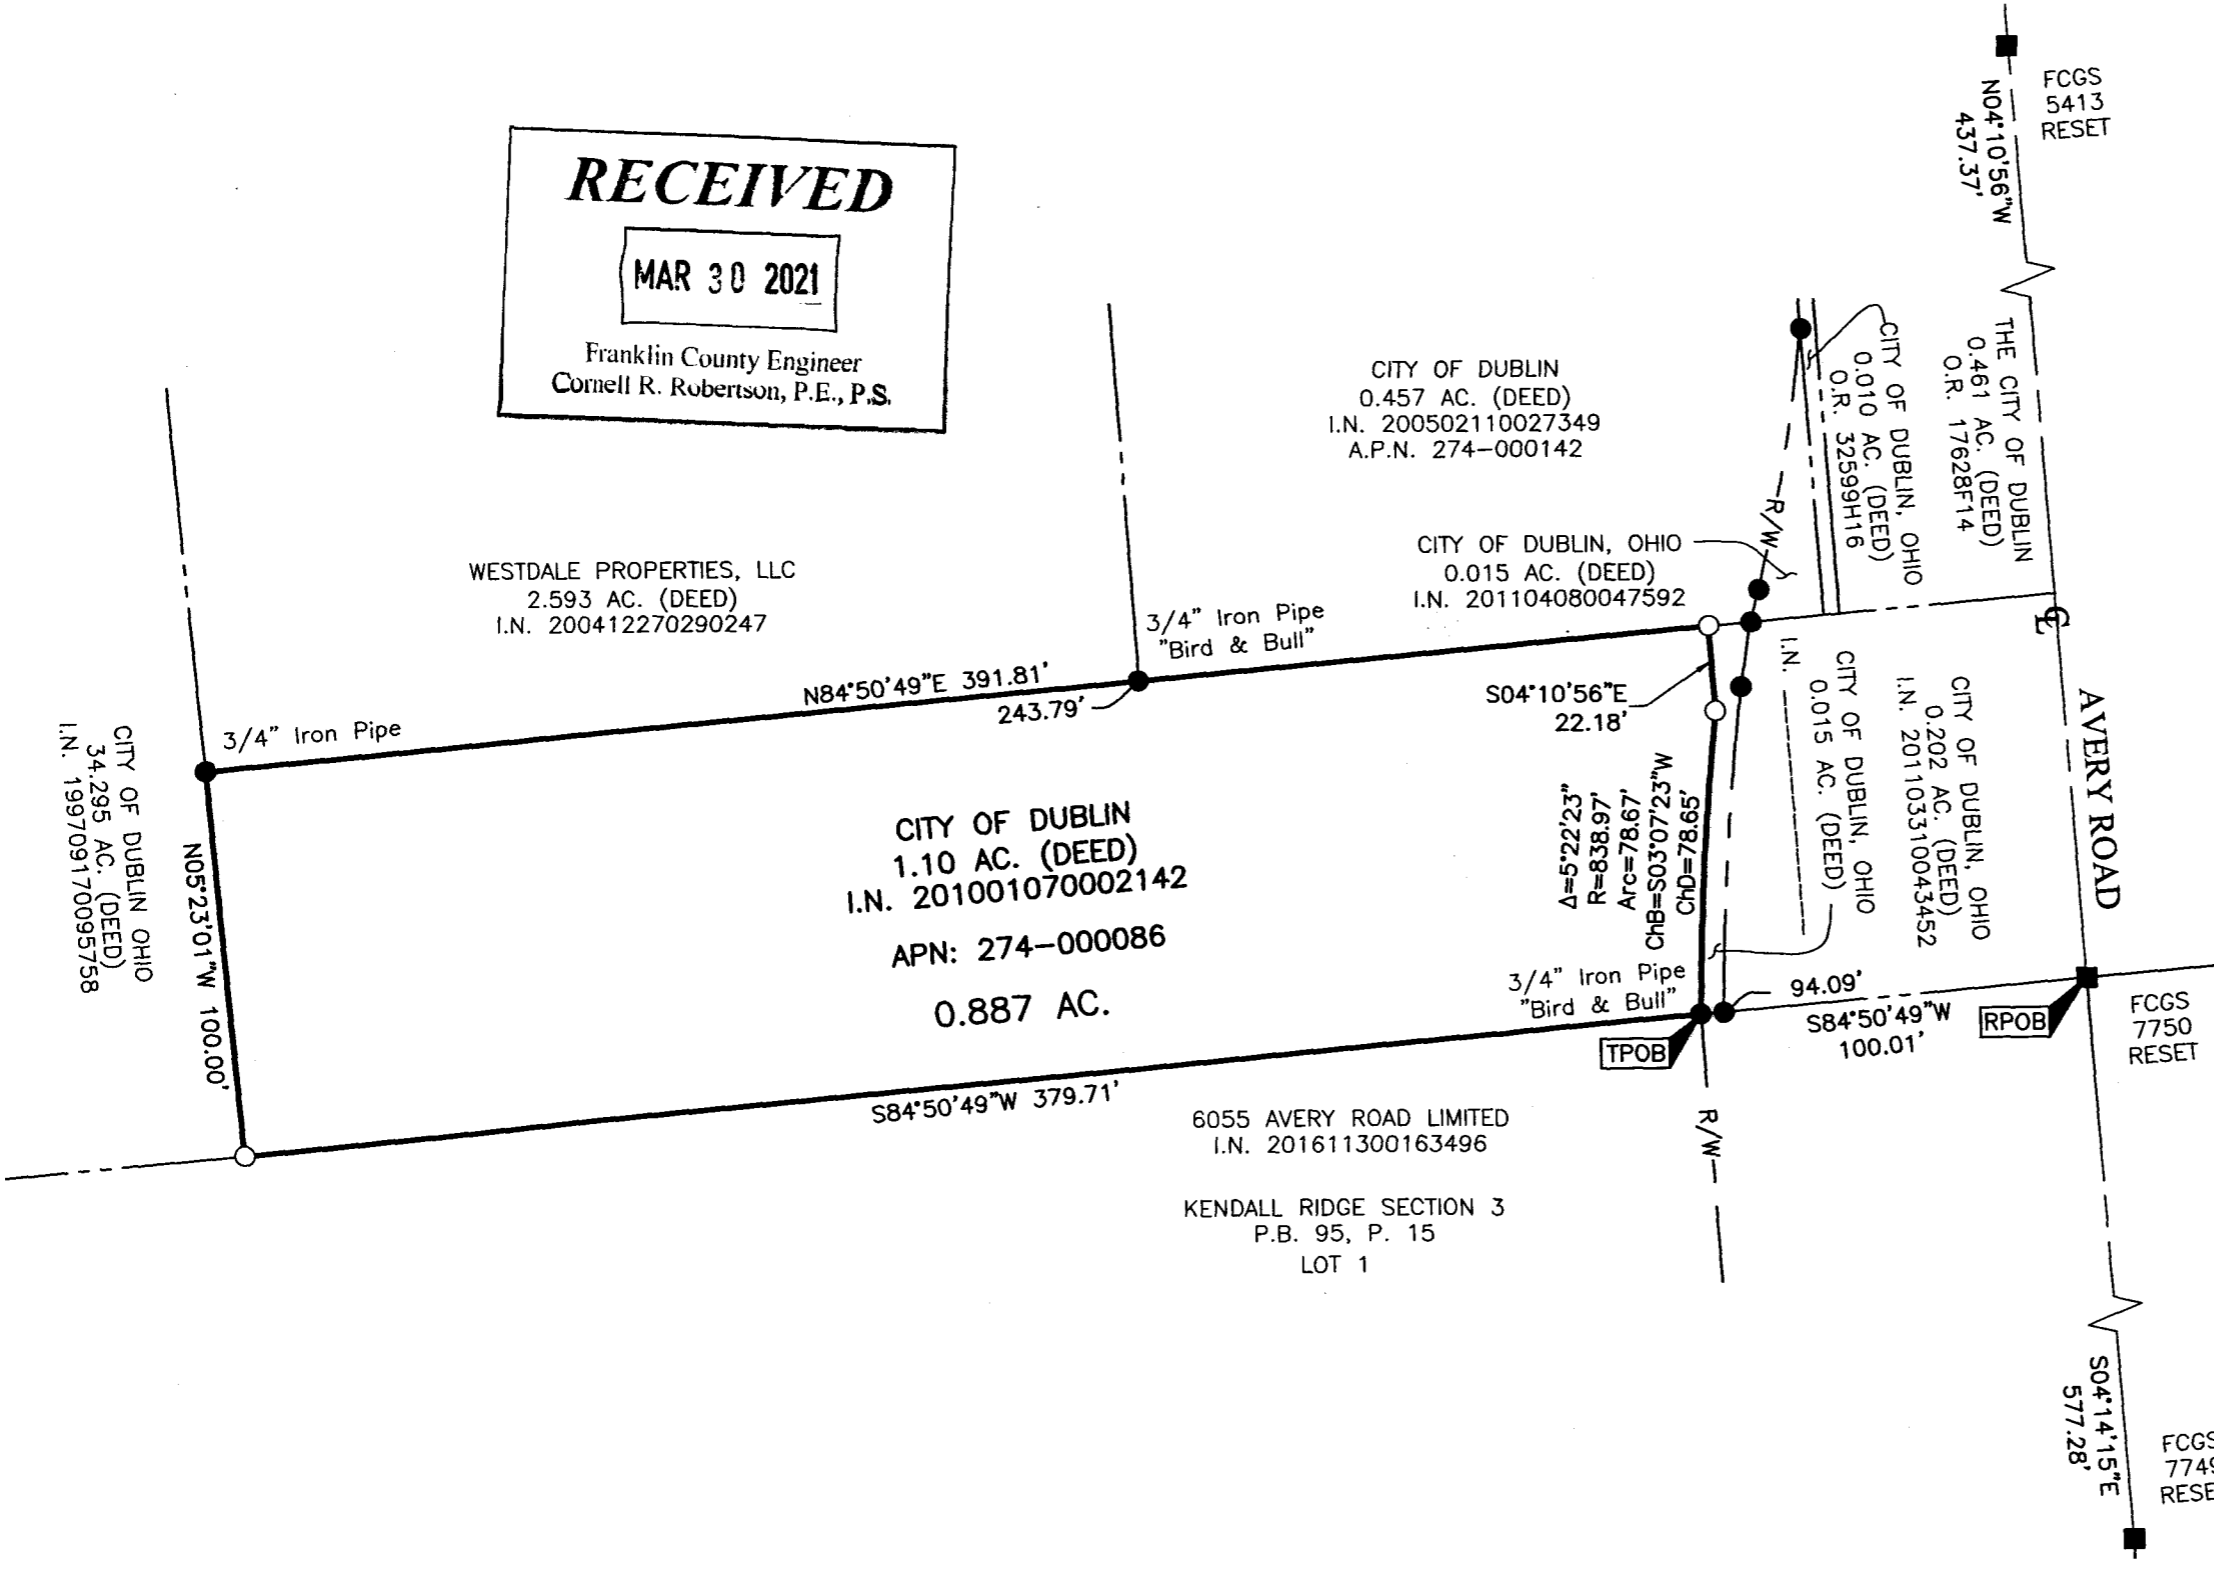 RECEIVED
MAR 30 2021
Franklin County Engineer
Cornell R. Robertson, P.E., P.S.
FCGS
5413
RESET
N04°10'56"W
437.37'
THE CITY OF DUBLIN
0.461 AC. (DEED)
O.R. 17628F14
CITY OF DUBLIN, OHIO
0.010 AC. (DEED)
O.R. 32599H16
CITY OF DUBLIN
0.457 AC. (DEED)
I.N. 200502110027349
A.P.N. 274-000142
R/W
CITY OF DUBLIN, OHIO
0.015 AC. (DEED)
I.N. 201104080047592
WESTDALE PROPERTIES, LLC
2.593 AC. (DEED)
I.N. 200412270290247
3/4" Iron Pipe
"Bird & Bull"
N84°50'49"E 391.81'
243.79'
3/4" Iron Pipe
S04°10'56"E
22.18'
CL
AVERY ROAD
CITY OF DUBLIN, OHIO
0.202 AC. (DEED)
I.N. 201103310043452
CITY OF DUBLIN, OHIO
0.015 AC. (DEED)
I.N.
CITY OF DUBLIN OHIO
34.295 AC. (DEED)
I.N. 199709170095758
N05°23'01"W 100.00'
CITY OF DUBLIN
1.10 AC. (DEED)
I.N. 201001070002142
APN: 274-000086
0.887 AC.
Δ=5°22'23"
R=838.97'
Arc=78.67'
ChB=S03°07'23"W
ChD=78.65'
3/4" Iron Pipe
"Bird & Bull"
94.09'
S84°50'49"W
100.01'
RPOB
TPOB
FCGS
7750
RESET
S84°50'49"W 379.71'
R/W
6055 AVERY ROAD LIMITED
I.N. 201611300163496
KENDALL RIDGE SECTION 3
P.B. 95, P. 15
LOT 1
S04°14'15"E
577.28'
FCGS
7749
RESE